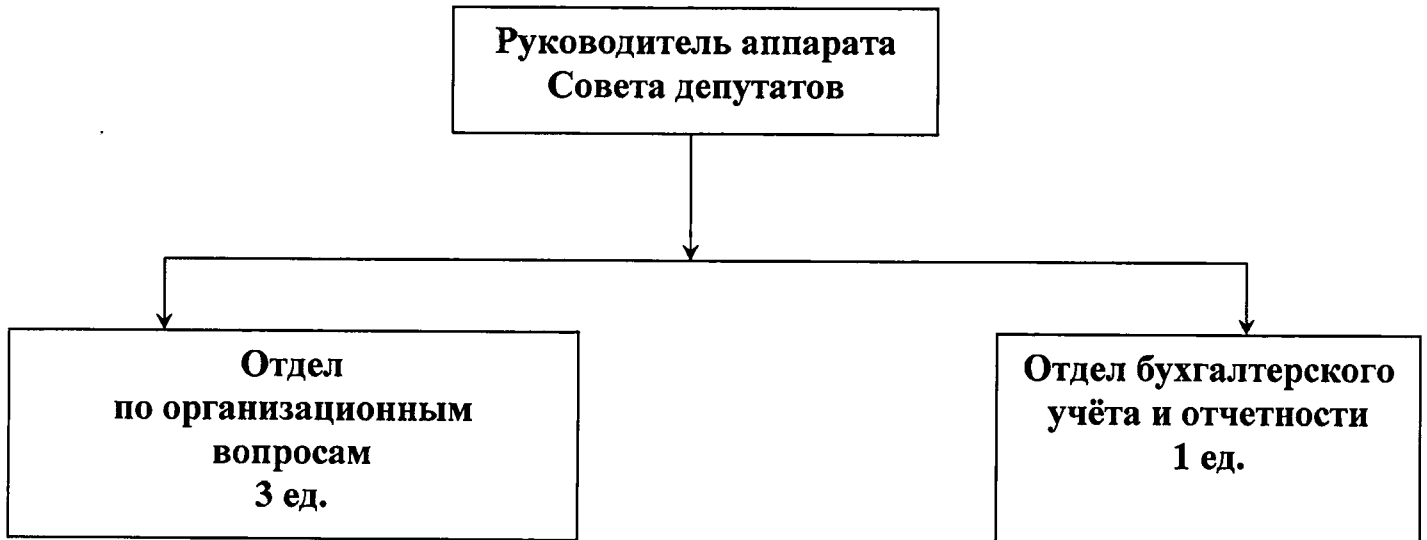 Руководитель аппарата
Совета депутатов
Отдел
по организационным
вопросам
3 ед.
Отдел бухгалтерского
учёта и отчетности
1 ед.